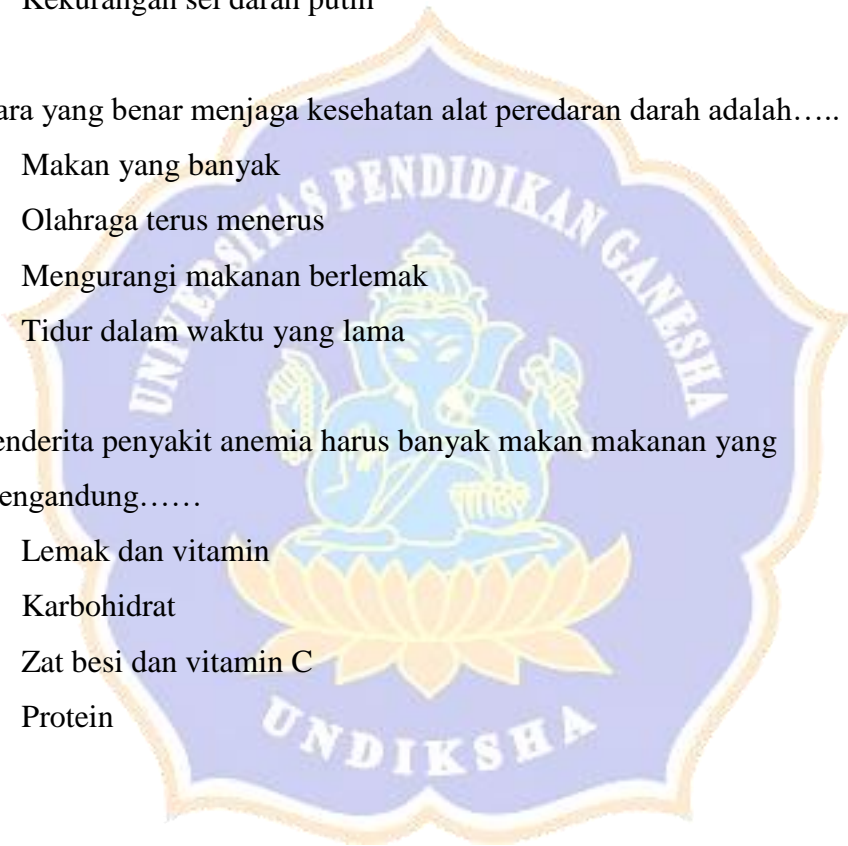 Kekurangan sel darah putih
ara yang benar menjaga kesehatan alat peredaran darah adalah…..
Makan yang banyak
Olahraga terus menerus
Mengurangi makanan berlemak
Tidur dalam waktu yang lama
enderita penyakit anemia harus banyak makan makanan yang
engandung……
Lemak dan vitamin
Karbohidrat
Zat besi dan vitamin C
Protein
UNIVERSITAS PENDIDIKAN GANESHA
UNDIKSHA